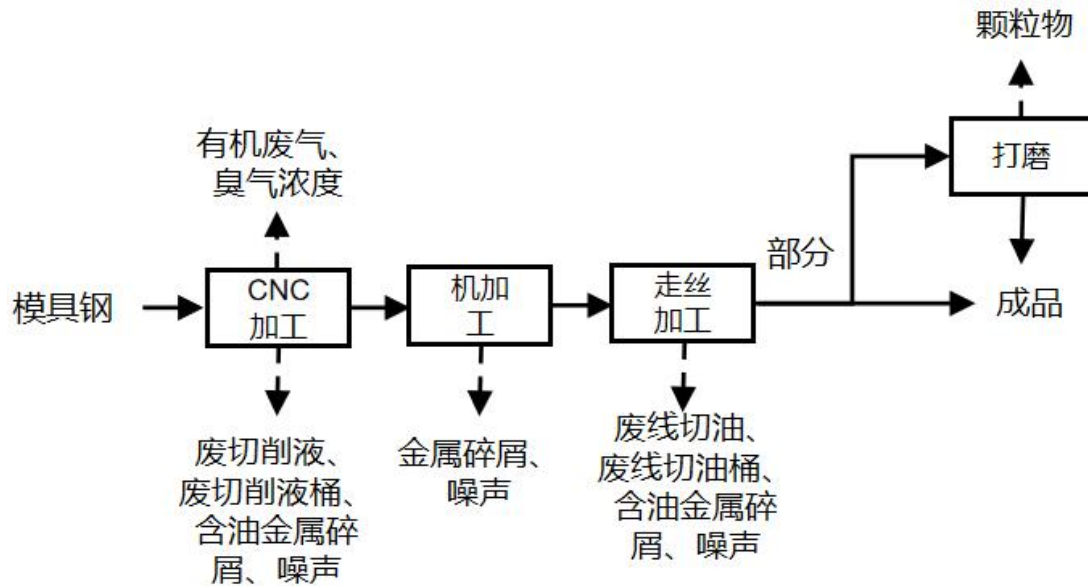 颗粒物
打磨
有机废气、
臭气浓度
部分
模具钢
CNC
加工
机加
工
走丝
加工
成品
废切削液、
废切削液桶、
含油金属碎
屑、噪声
金属碎屑、
噪声
废线切油、
废线切油桶、
含油金属碎
屑、噪声